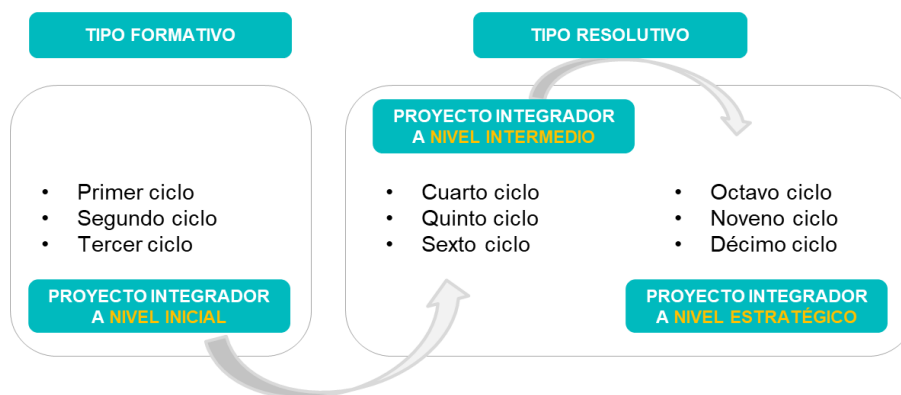 TIPO FORMATIVO
TIPO RESOLUTIVO
PROYECTO INTEGRADOR
A NIVEL INTERMEDIO
• Primer ciclo
• Segundo ciclo
• Tercer ciclo
• Cuarto ciclo
• Quinto ciclo
• Sexto ciclo
• Octavo ciclo
• Noveno ciclo
• Décimo ciclo
PROYECTO INTEGRADOR
A NIVEL INICIAL
PROYECTO INTEGRADOR
A NIVEL ESTRATÉGICO